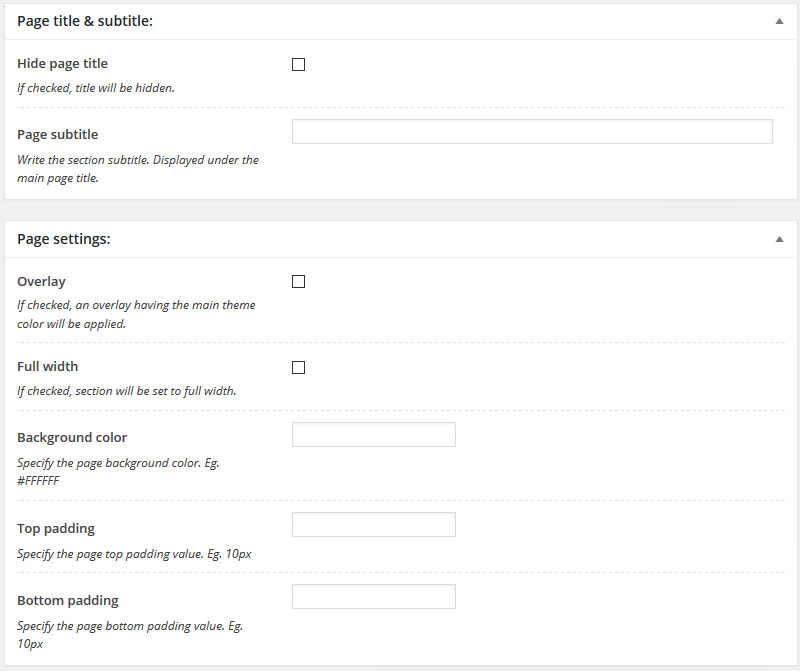 Page title & subtitle:
Hide page title
If checked, title will be hidden.
Page subtitle
Write the section subtitle. Displayed under the
main page title.
Page settings:
Overlay
If checked, an overlay having the main theme
color will be applied.
Full width
If checked, section will be set to full width.
Background color
Specify the page background color. Eg.
#FFFFFF
Top padding
Specify the page top padding value. Eg. 10px
Bottom padding
Specify the page bottom padding value. Eg.
10px